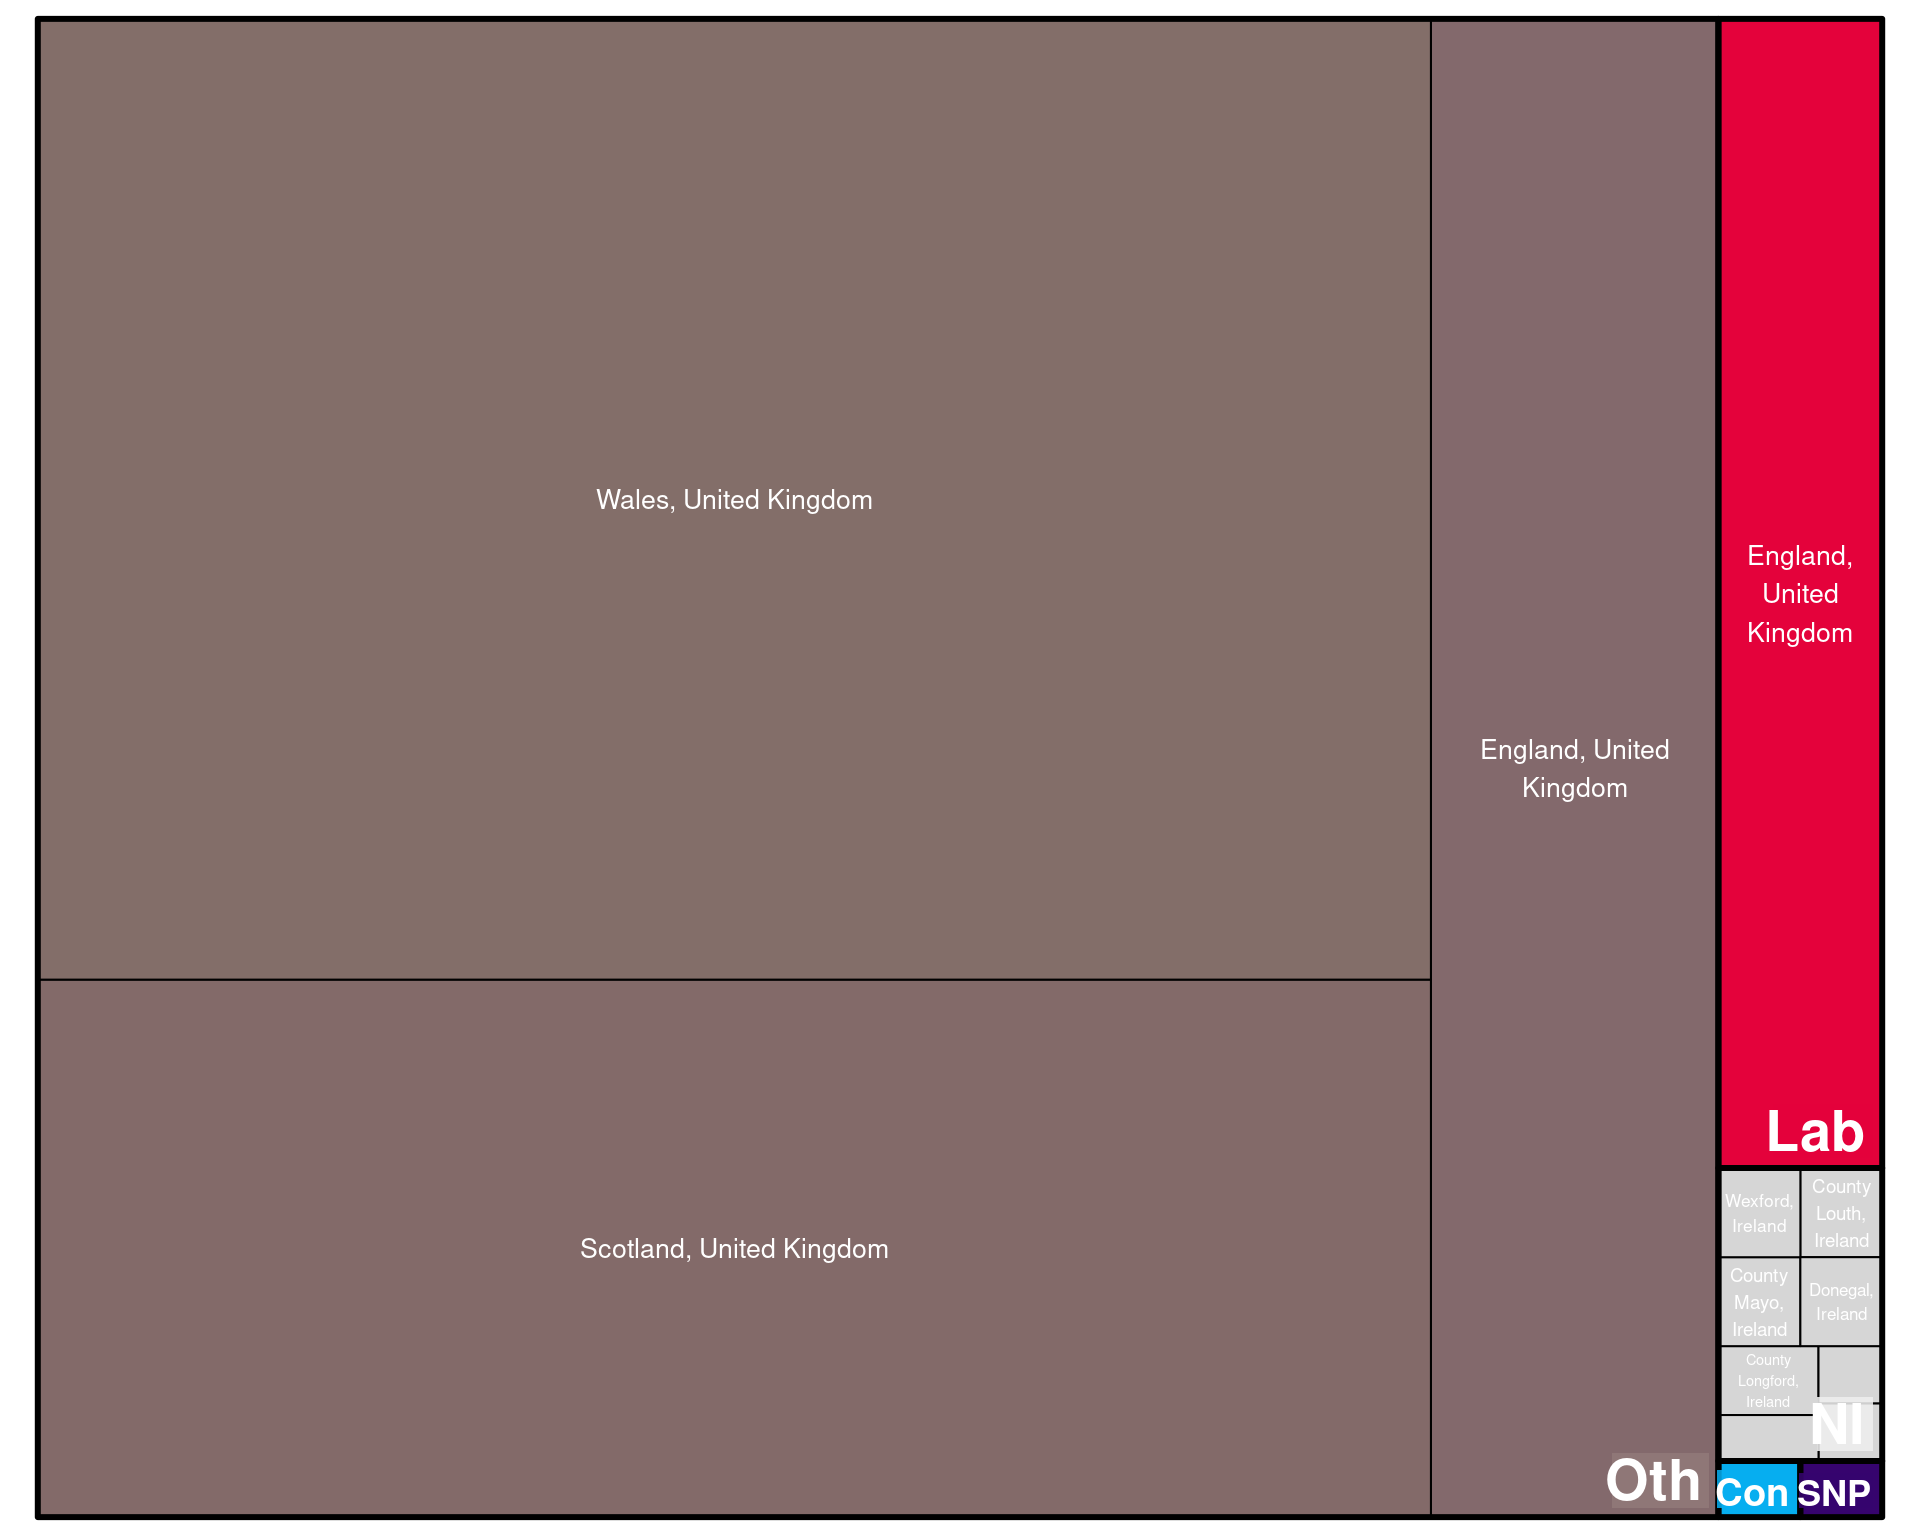 Wales, United Kingdom
Scotland, United Kingdom
England, United
Kingdom
Oth
England,
United
Kingdom
Lab
Wexford,
Ireland
County
Louth,
Ireland
County
Mayo,
Ireland
Donegal,
Ireland
County
Longford,
Ireland
NI
Con
SNP